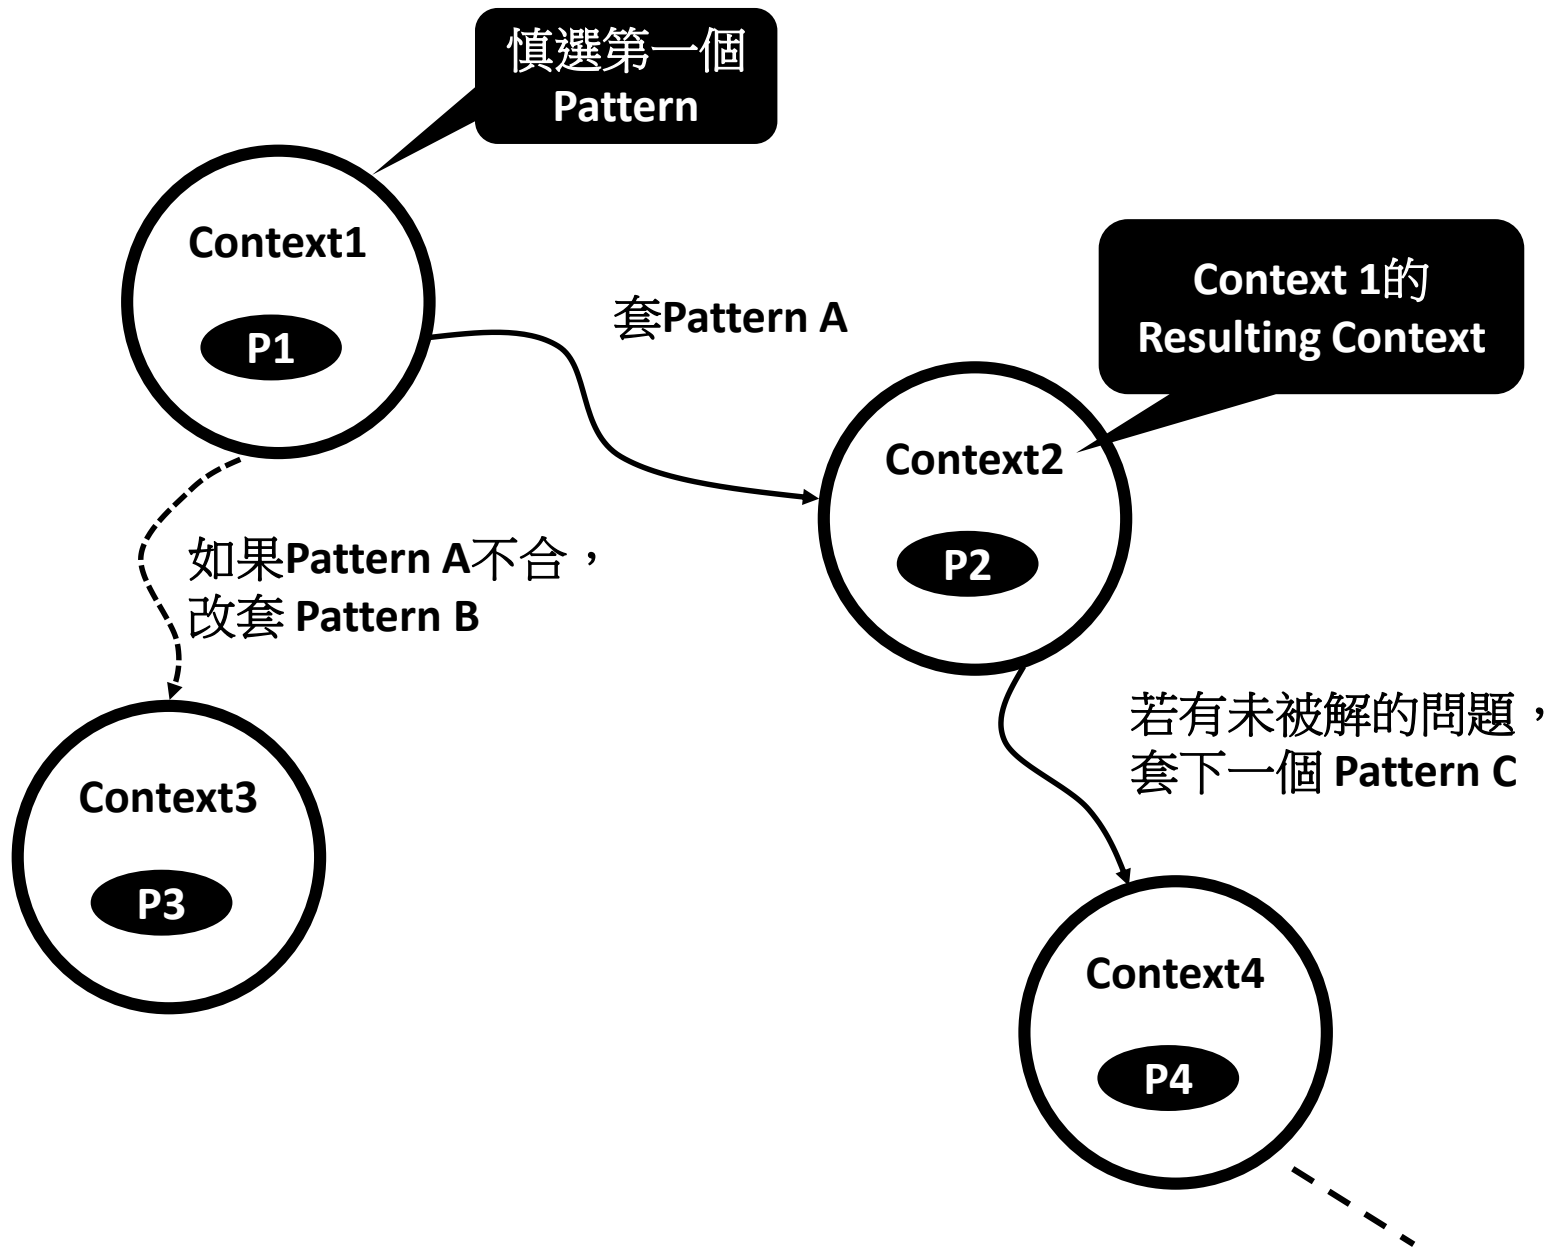 慎選第一個
Pattern
Context1
P1
套Pattern A
Context 1的
Resulting Context
Context2
P2
如果Pattern A不合，
改套 Pattern B
若有未被解的問題，
套下一個 Pattern C
Context3
P3
Context4
P4